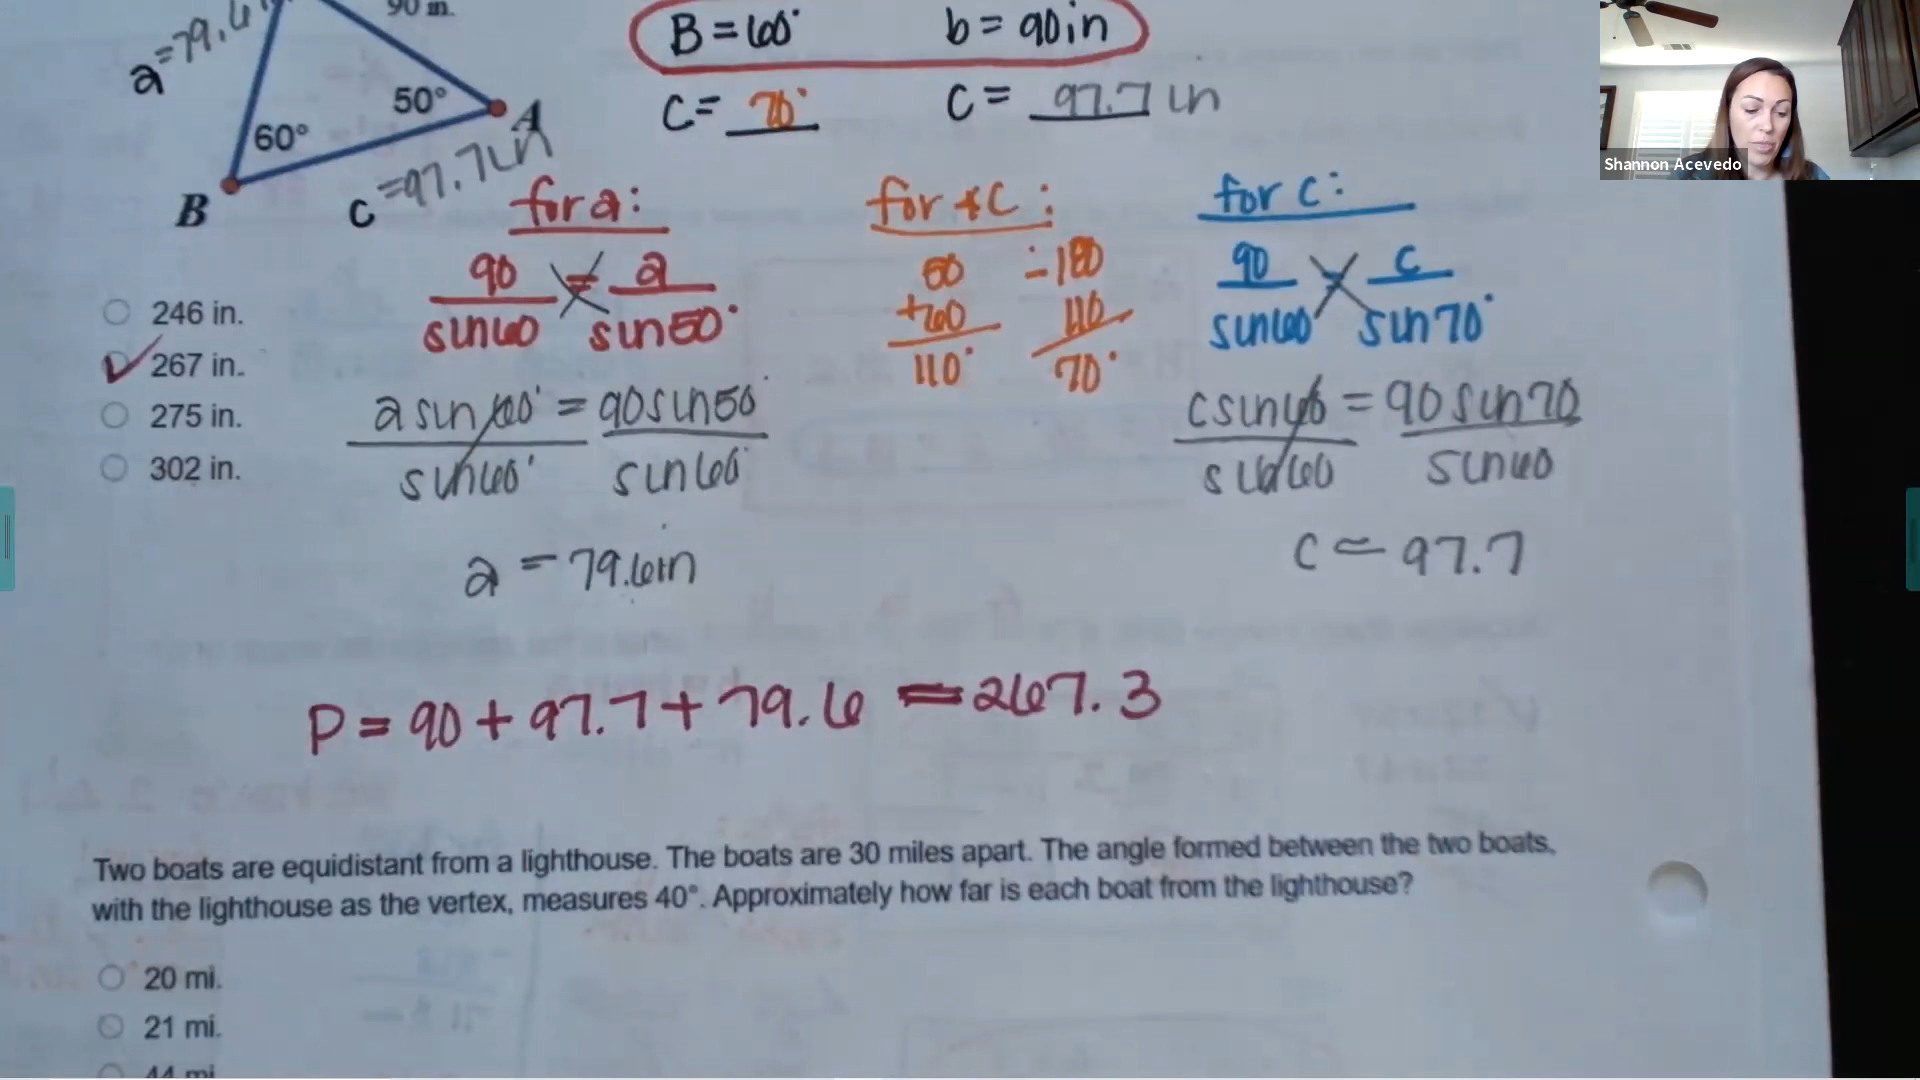 a =79.6
90 in.
B = 60°
b = 90in
50°
A
C = 70°
c = 97.7 in
60°
B
c =97.7in
for a:
for ∢C :
for c:
90 = a
sin60 sin50°
50 - 180
+60 110
110° 70°
90 = c
sin60 sin70°
246 in.
267 in.
275 in.
302 in.
a sin60° = 90sin50°
sin60° sin60°
csin60 = 90sin70
sin60 sin60
a = 79.6in
c = 97.7
P = 90 + 97.7 + 79.6 = 267.3
Two boats are equidistant from a lighthouse. The boats are 30 miles apart. The angle formed between the two boats,
with the lighthouse as the vertex, measures 40°. Approximately how far is each boat from the lighthouse?
20 mi.
21 mi.
44 mi
Shannon Acevedo